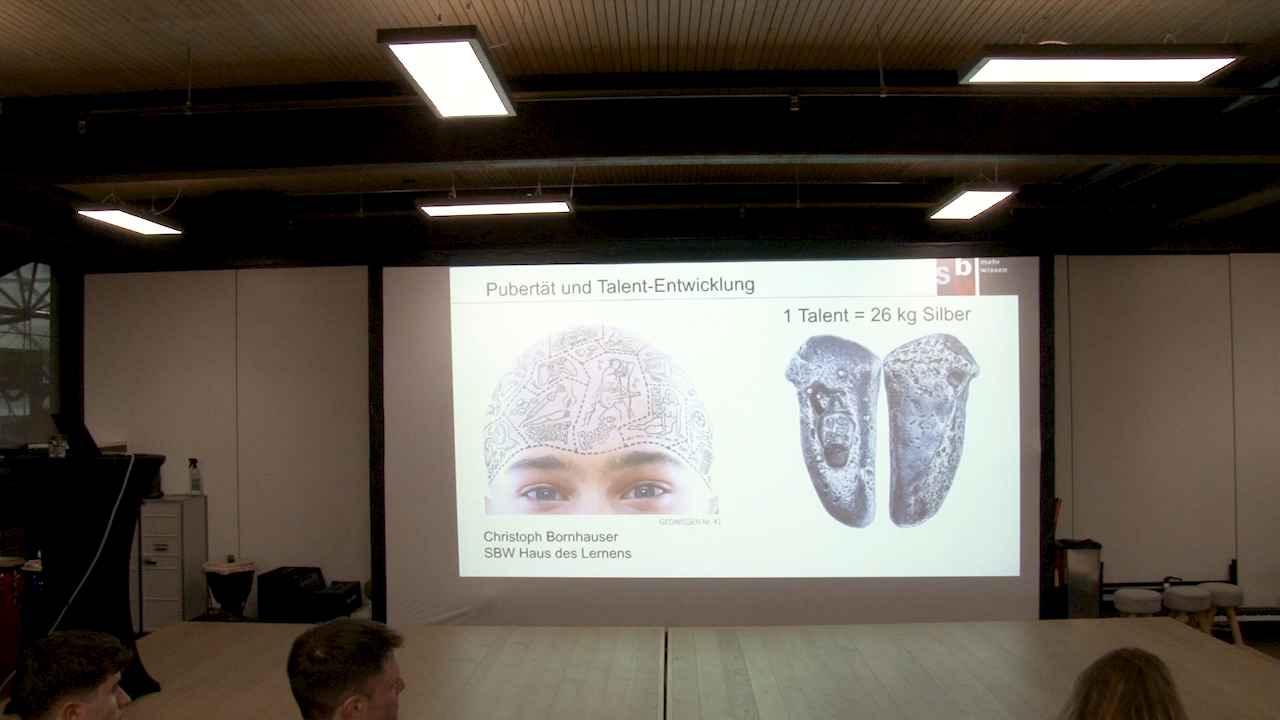 Pubertät und Talent-Entwicklung
sb
mehr
wissen
1 Talent = 26 kg Silber
GEOWISSEN Nr. 41
Christoph Bornhauser
SBW Haus des Lernens